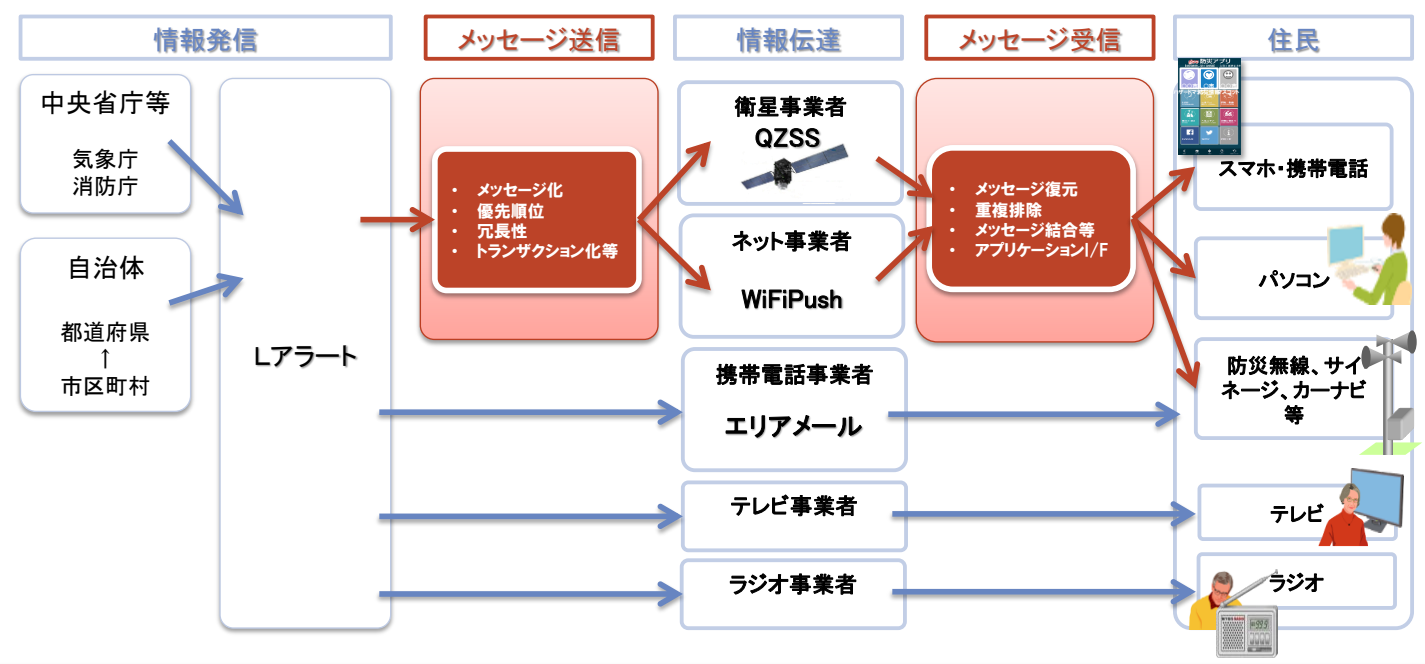 情報発信
メッセージ送信
情報伝達
メッセージ受信
住民
中央省庁等
気象庁
消防庁
自治体
都道府県
↑
市区町村
Lアラート
・ メッセージ化
・ 優先順位
・ 冗長性
・ トランザクション化等
衛星事業者
QZSS
ネット事業者
WiFiPush
携帯電話事業者
エリアメール
テレビ事業者
ラジオ事業者
・ メッセージ復元
・ 重複排除
・ メッセージ結合等
・ アプリケーションI/F
防災アプリ
スマホ・携帯電話
パソコン
防災無線、サイ
ネージ、カーナビ
等
テレビ
ラジオ